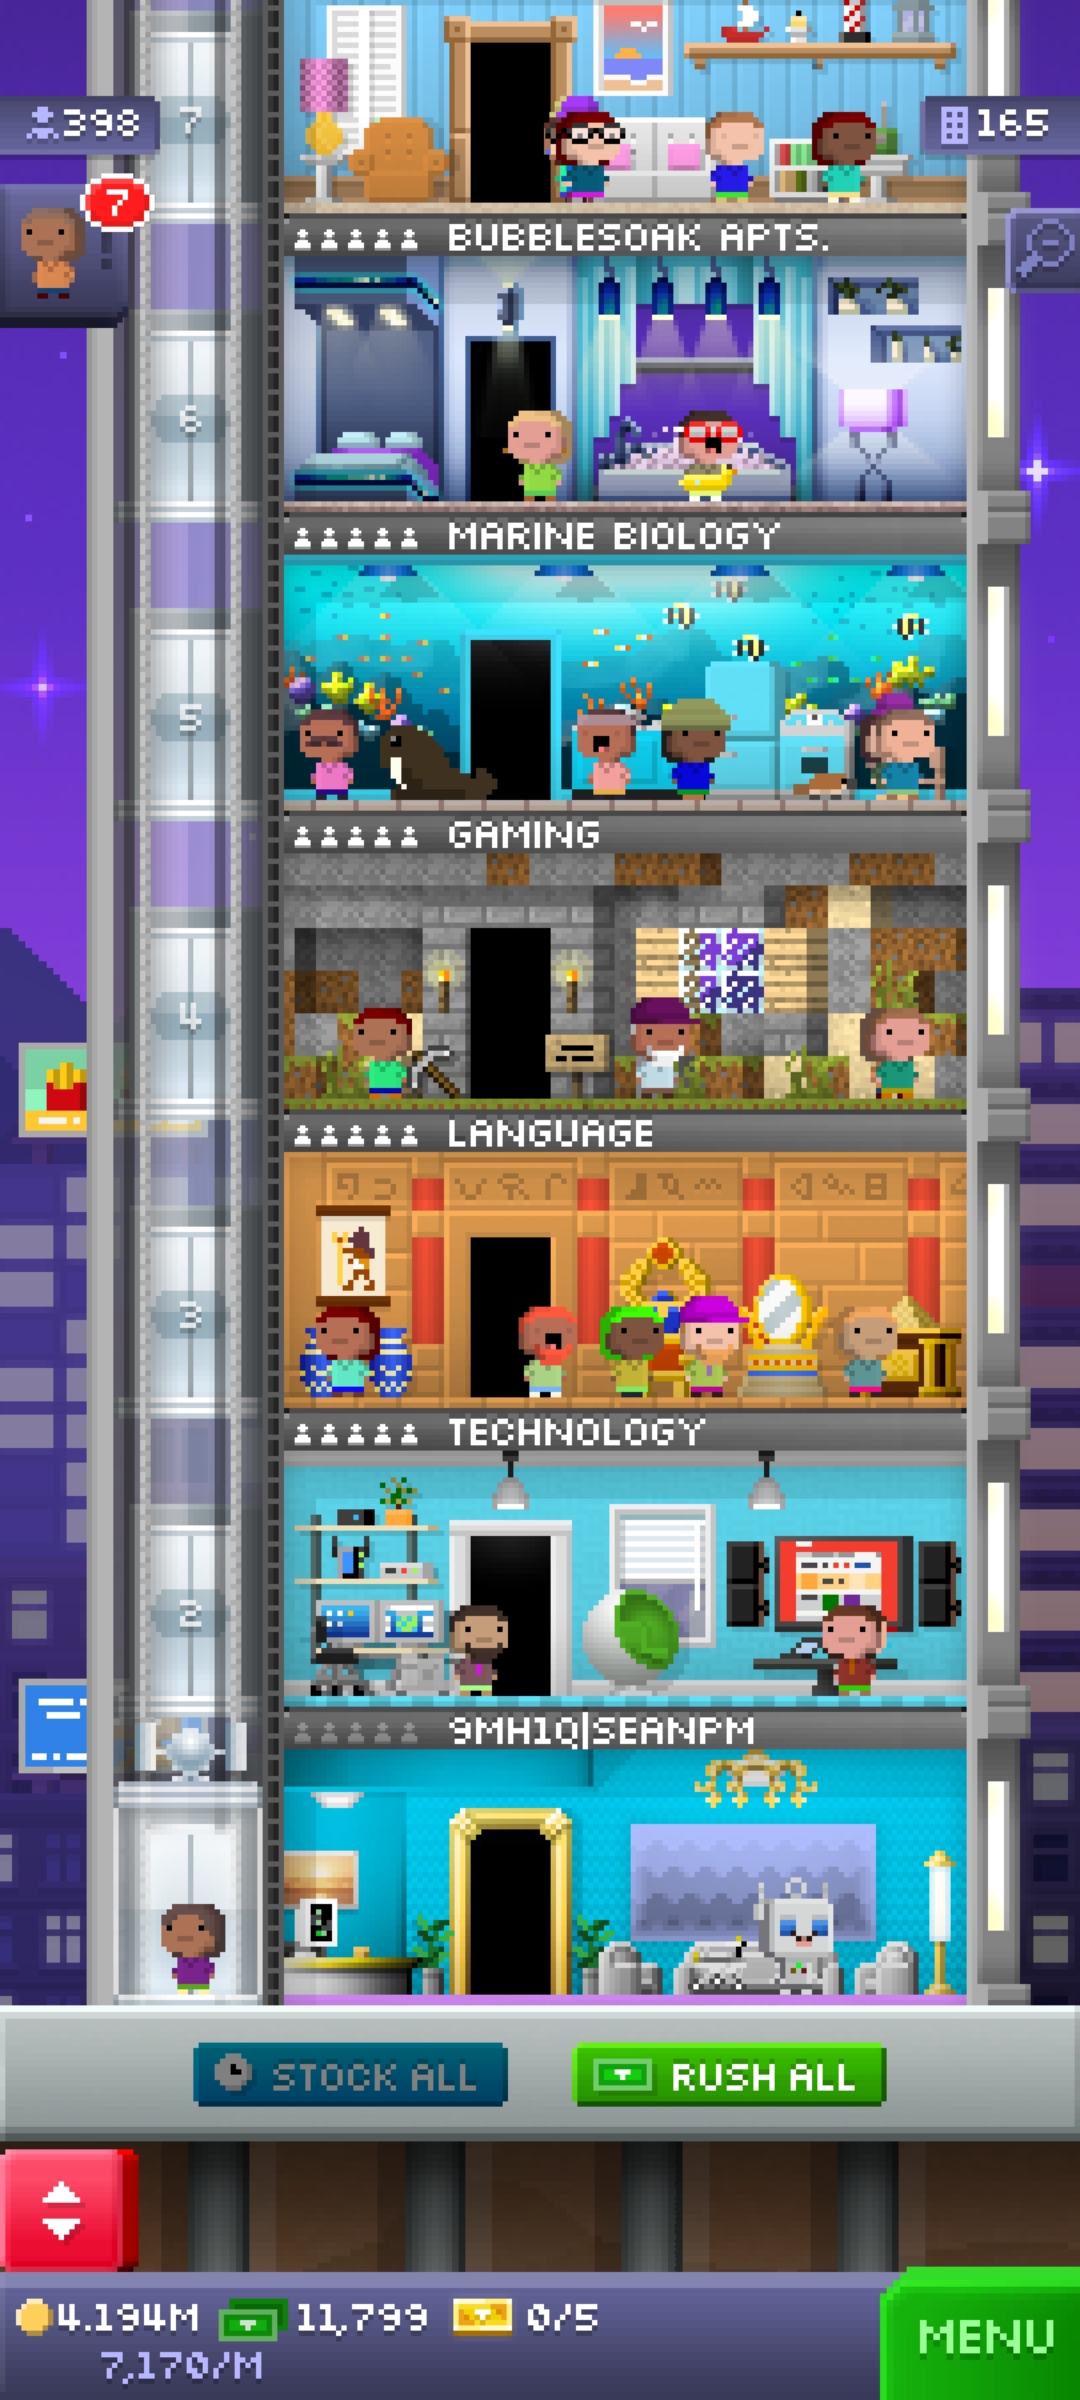 7
398
165
7
BUBBLESOAK APTS.
6
MARINE BIOLOGY
5
GAMING
4
LANGUAGE
3
TECHNOLOGY
2
9MH1Q|SEANPM
STOCK ALL
RUSH ALL
4.194M
11,799
0/5
7,170/M
MENU